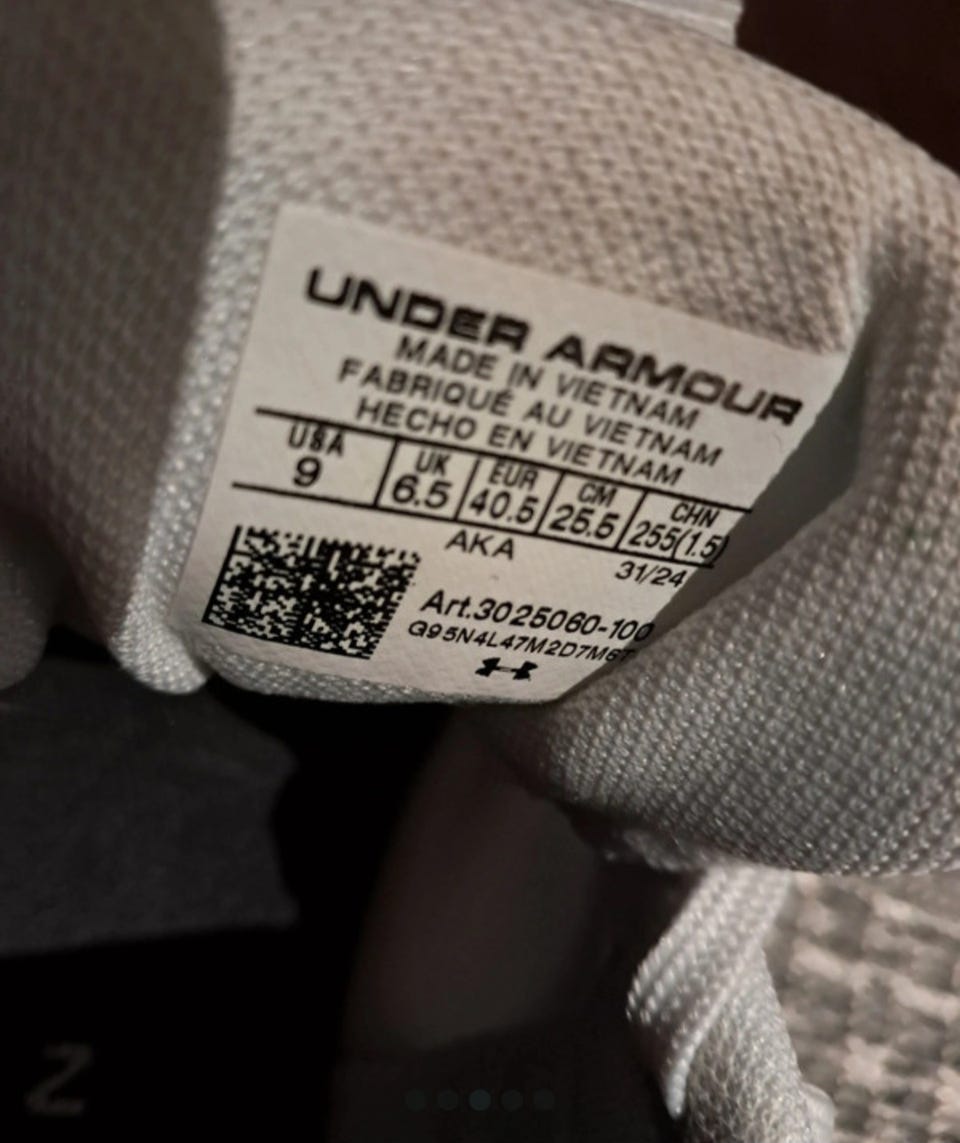 UNDER ARMOUR
MADE IN VIETNAM
FABRIQUÉ AU VIETNAM
HECHO EN VIETNAM
USA UK EUR CM CHN
9 6.5 40.5 25.5 255(1.5)
AKA
31/24
Art.3025060-100
G95N4L47M2D7M6T